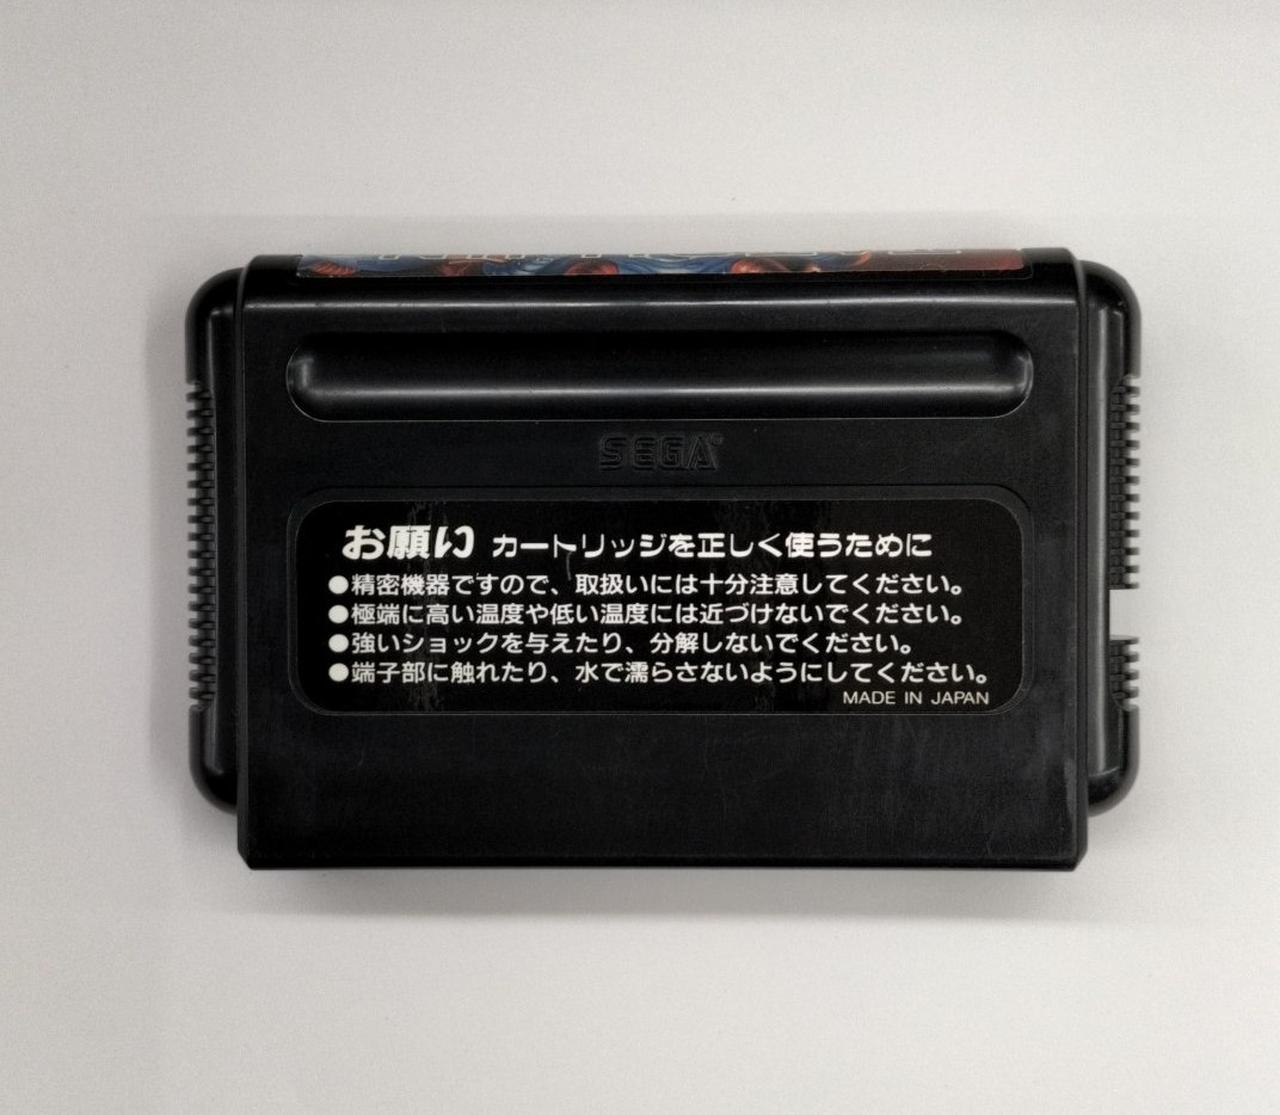 SEGA
お願い カートリッジを正しく使うために
●精密機器ですので、取扱いには十分注意してください。
●極端に高い温度や低い温度には近づけないでください。
●強いショックを与えたり、分解しないでください。
●端子部に触れたり、水で濡らさないようにしてください。
MADE IN JAPAN